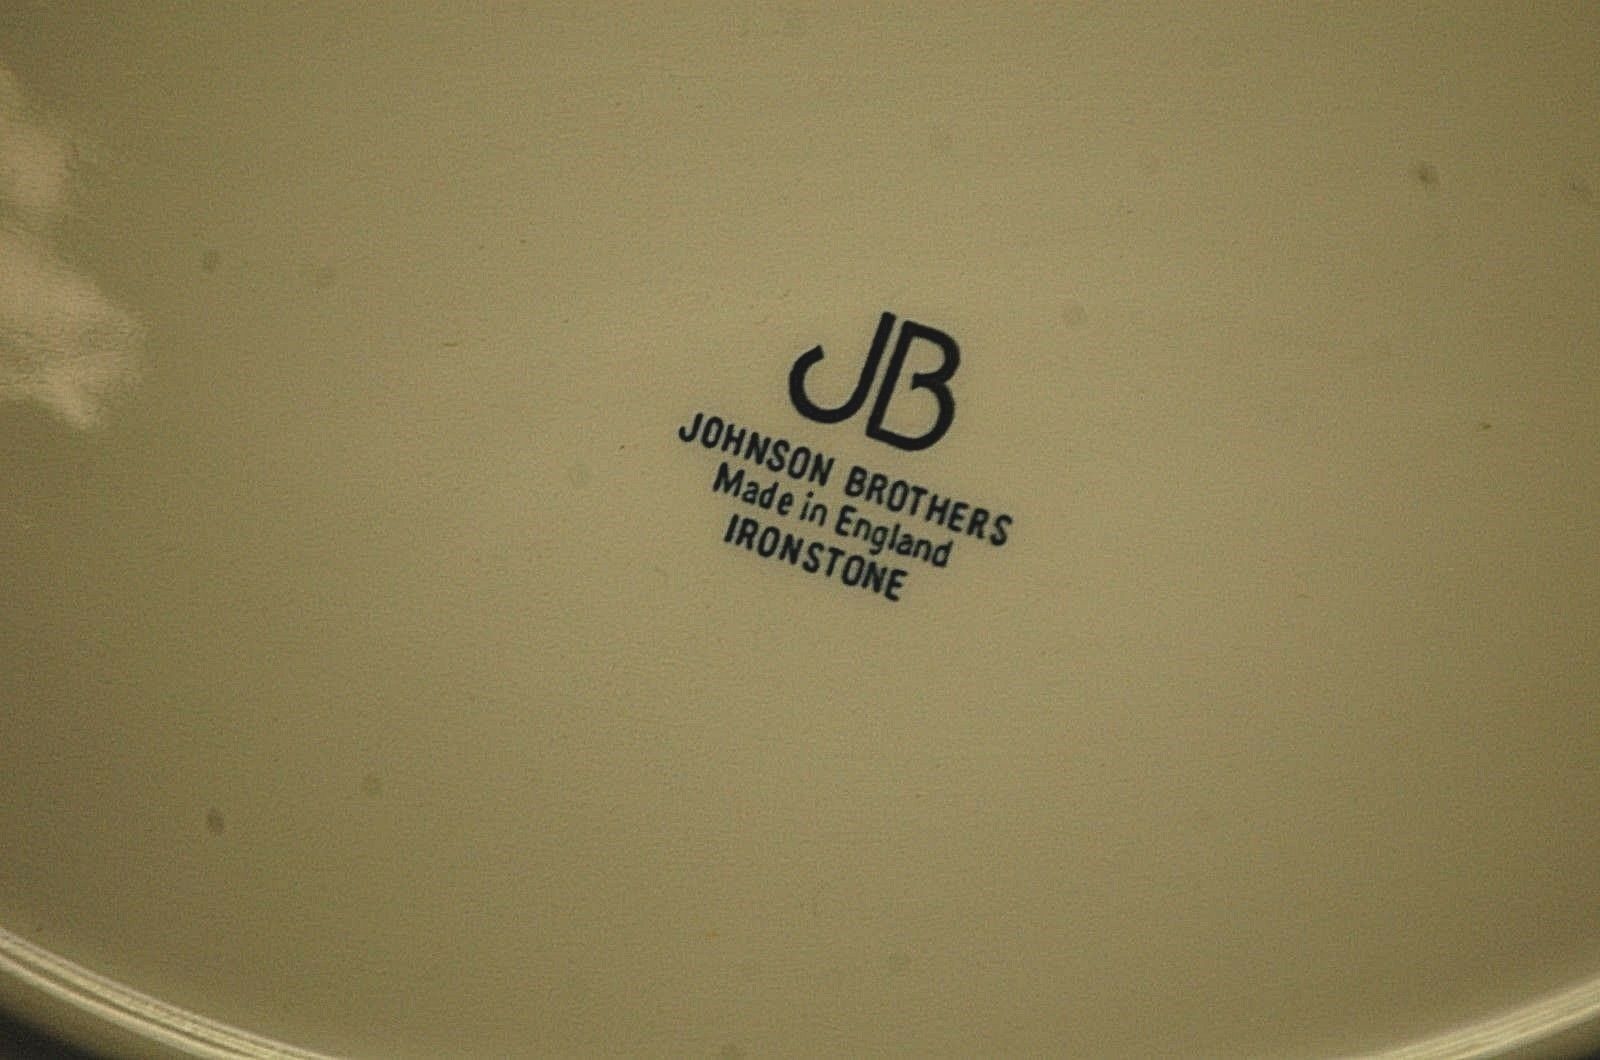 JB
JOHNSON BROTHERS
Made in England
IRONSTONE